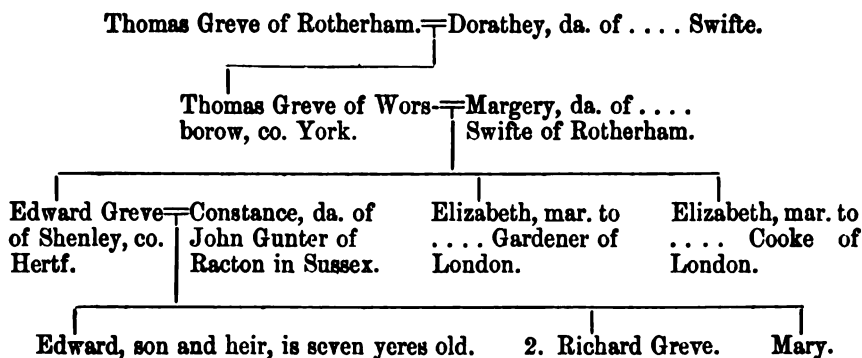 Thomas Greve of Rotherham.=Dorathey, da. of . . . . Swifte.
Thomas Greve of Wors-=Margery, da. of . . . .
borow, co. York. Swifte of Rotherham.
Edward Greve=Constance, da. of Elizabeth, mar. to Elizabeth, mar. to
of Shenley, co. John Gunter of . . . . Gardener of . . . . Cooke of
Hertf. Racton in Sussex. London. London.
Edward, son and heir, is seven yeres old. 2. Richard Greve. Mary.